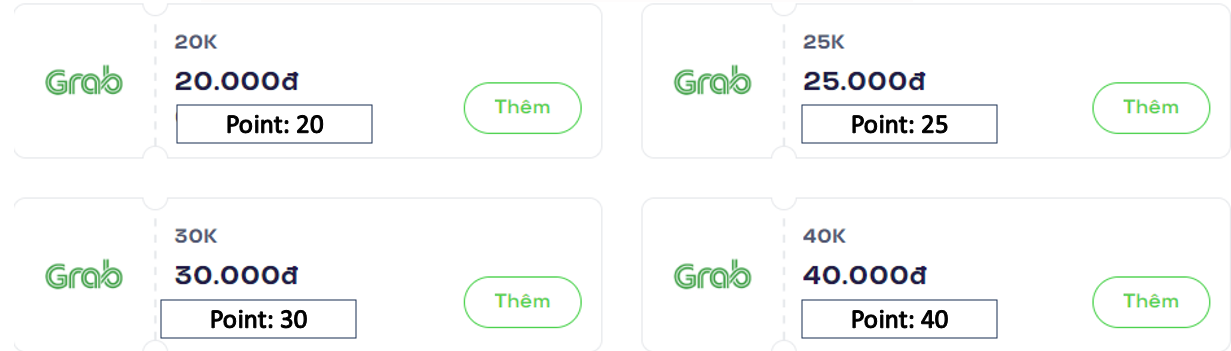 20K
Grab
20.000đ
Thêm
Point: 20
25K
Grab
25.000đ
Thêm
Point: 25
30K
Grab
30.000đ
Thêm
Point: 30
40K
Grab
40.000đ
Thêm
Point: 40